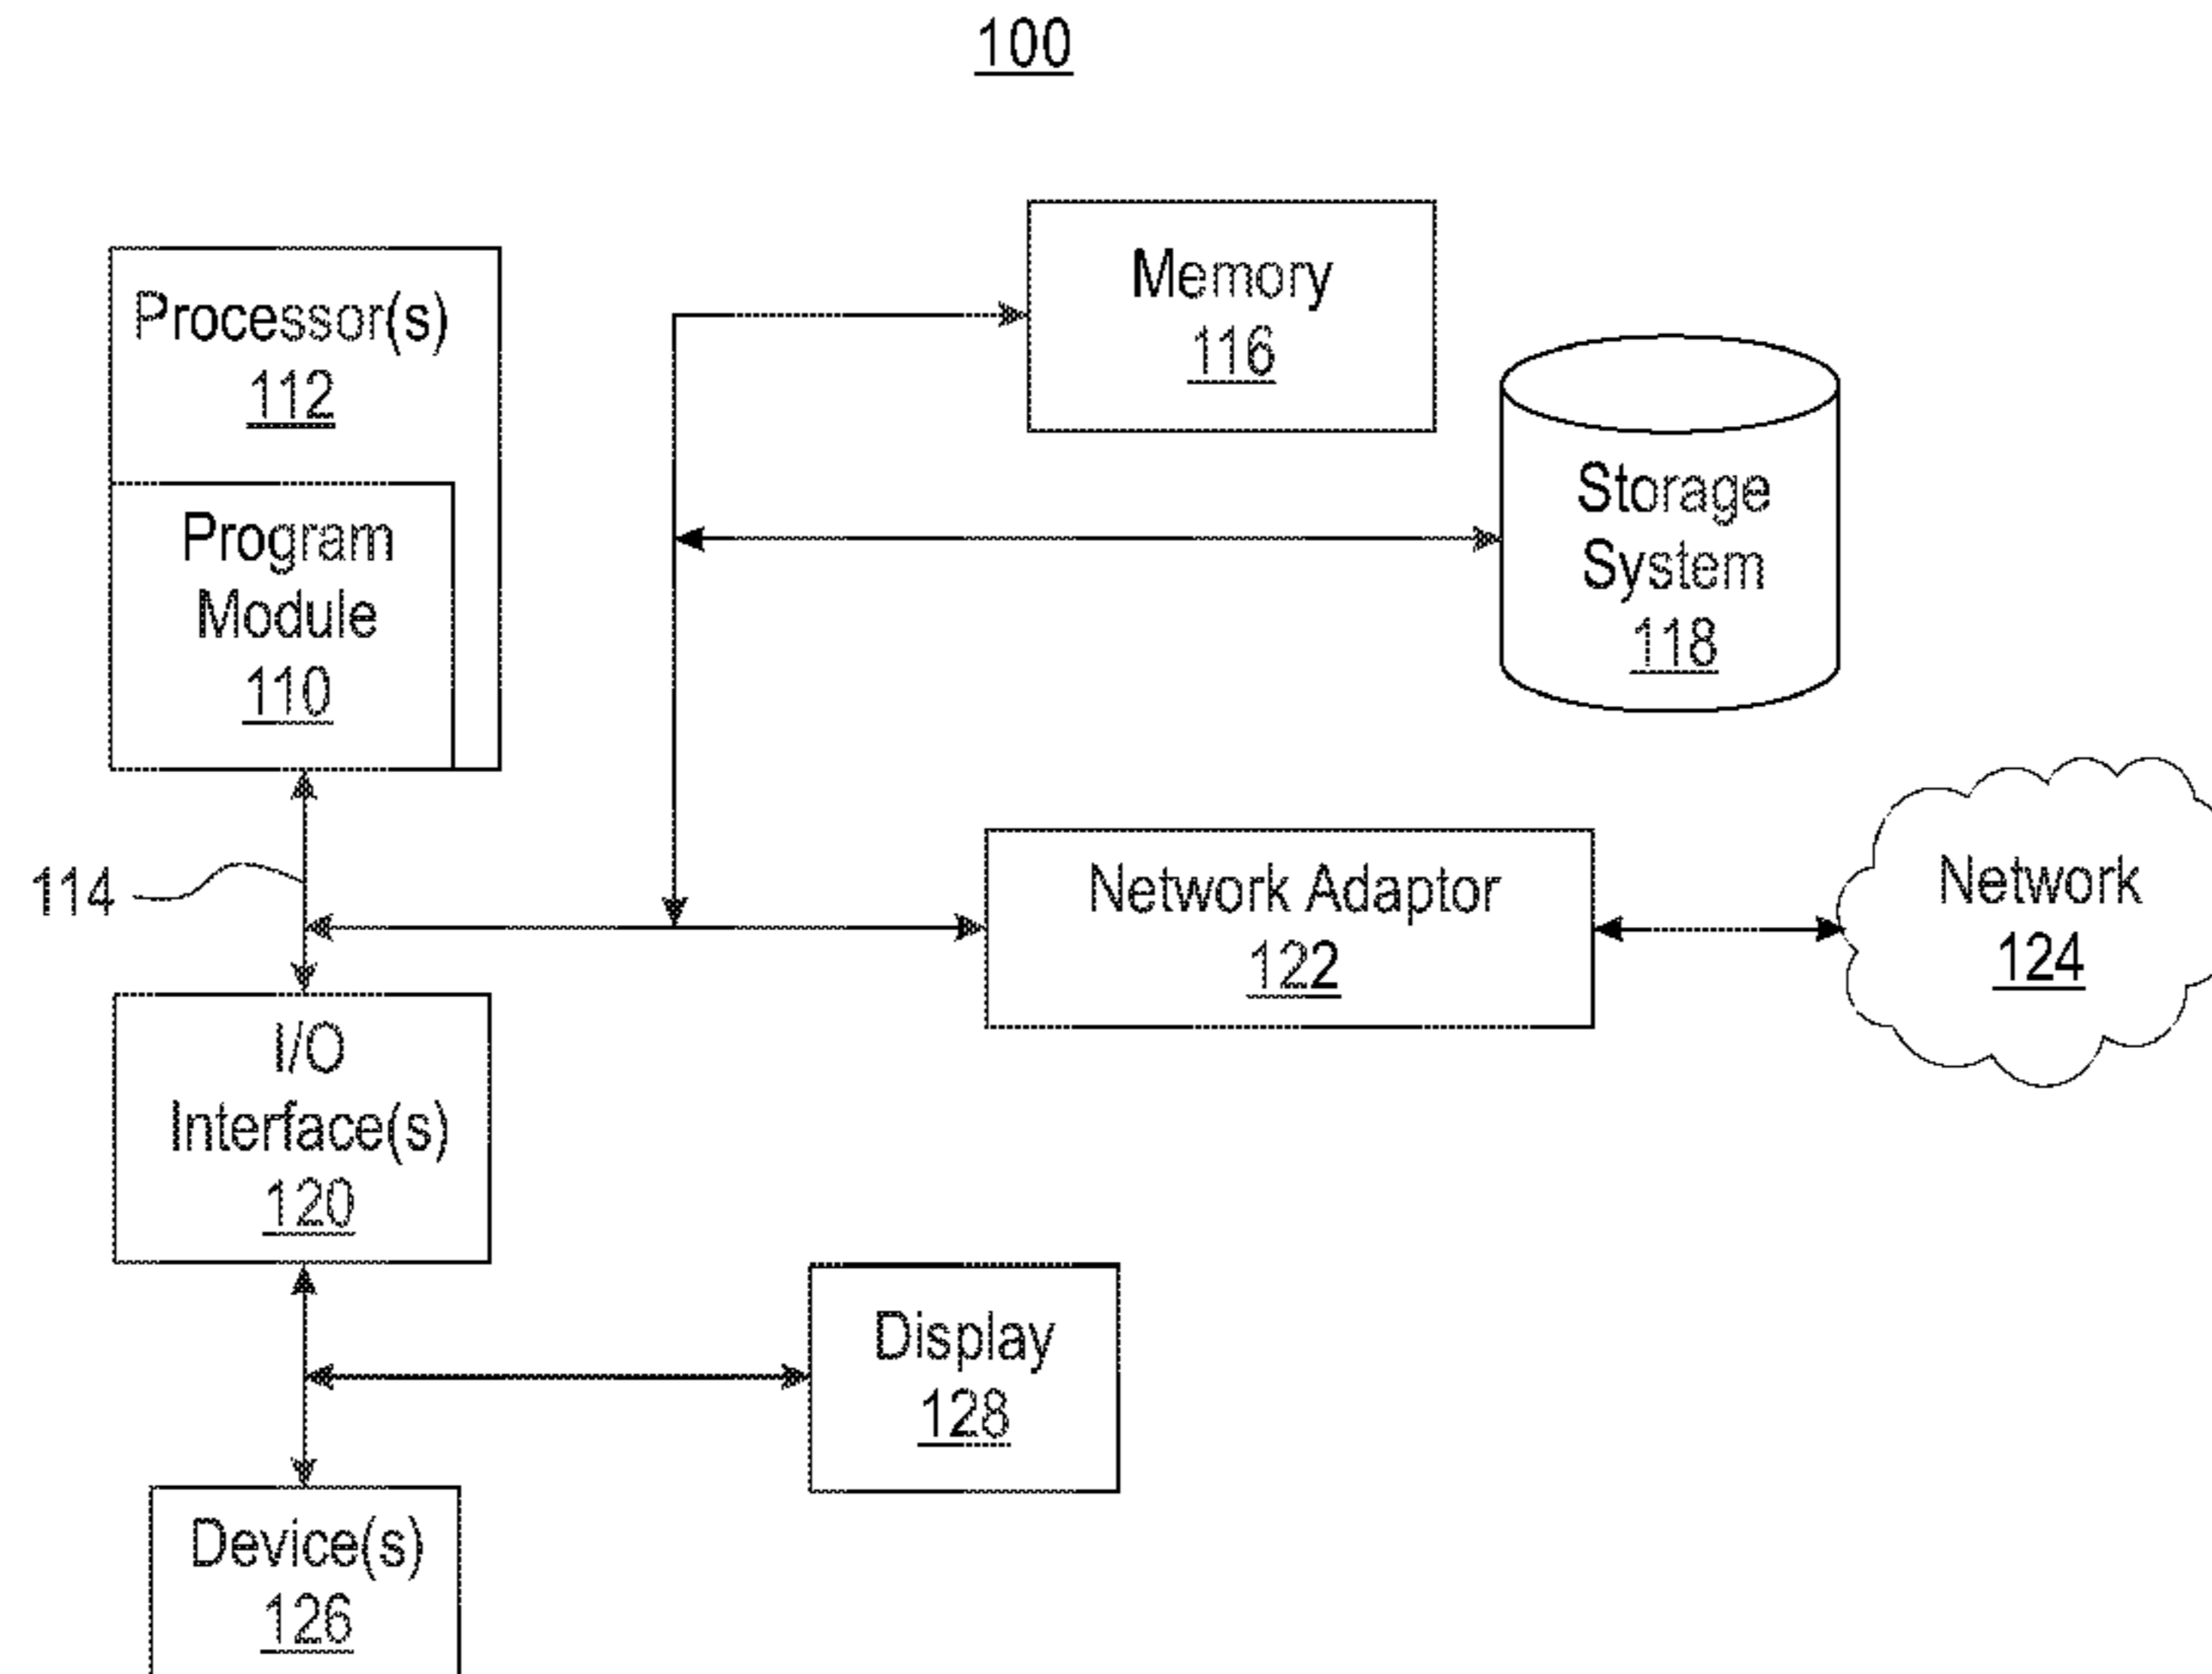 100
Processor(s)
112
Program
Module
110
Memory
116
Storage
System
118
114
Network Adaptor
122
Network
124
I/O
Interface(s)
120
Display
128
Device(s)
126